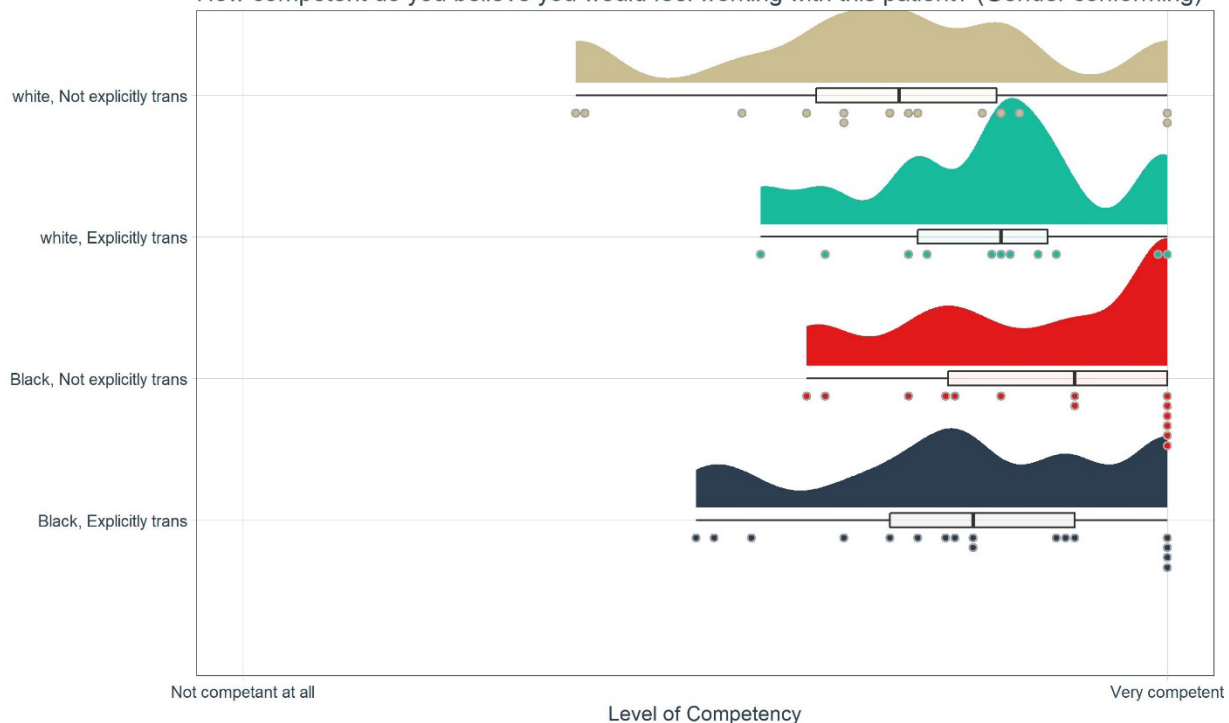 How competent do you believe you would feel working with this patient? (Gender conforming)
white, Not explicitly trans
white, Explicitly trans
Black, Not explicitly trans
Black, Explicitly trans
Not competant at all
Very competent
Level of Competency